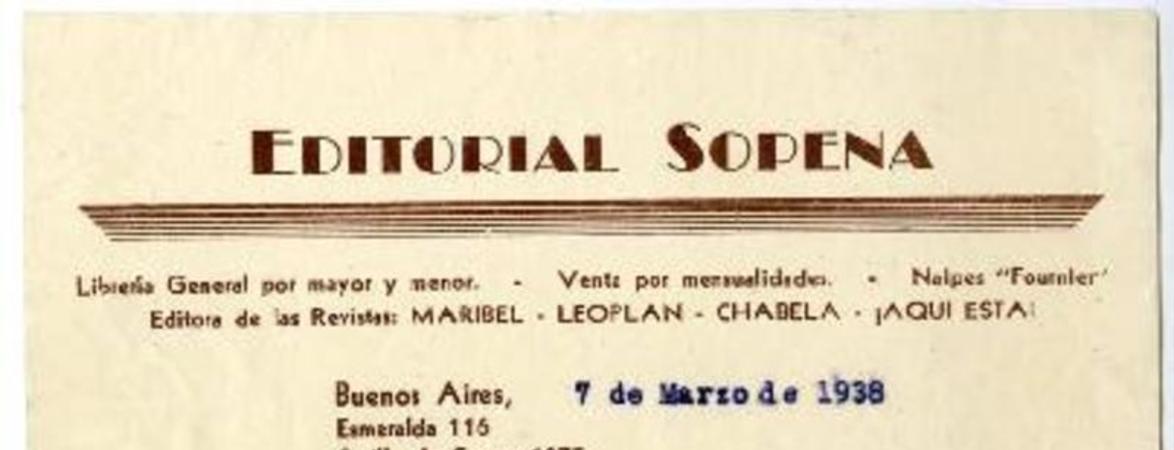 EDITORIAL SOPENA
Librería General por mayor y menor. - Venta por mensualidades. - Naipes "Fournier"
Editora de las Revistas: MARIBEL - LEOPLAN - CHABELA - ¡AQUI ESTA!
Buenos Aires, 7 de Marzo de 1938
Esmeralda 116